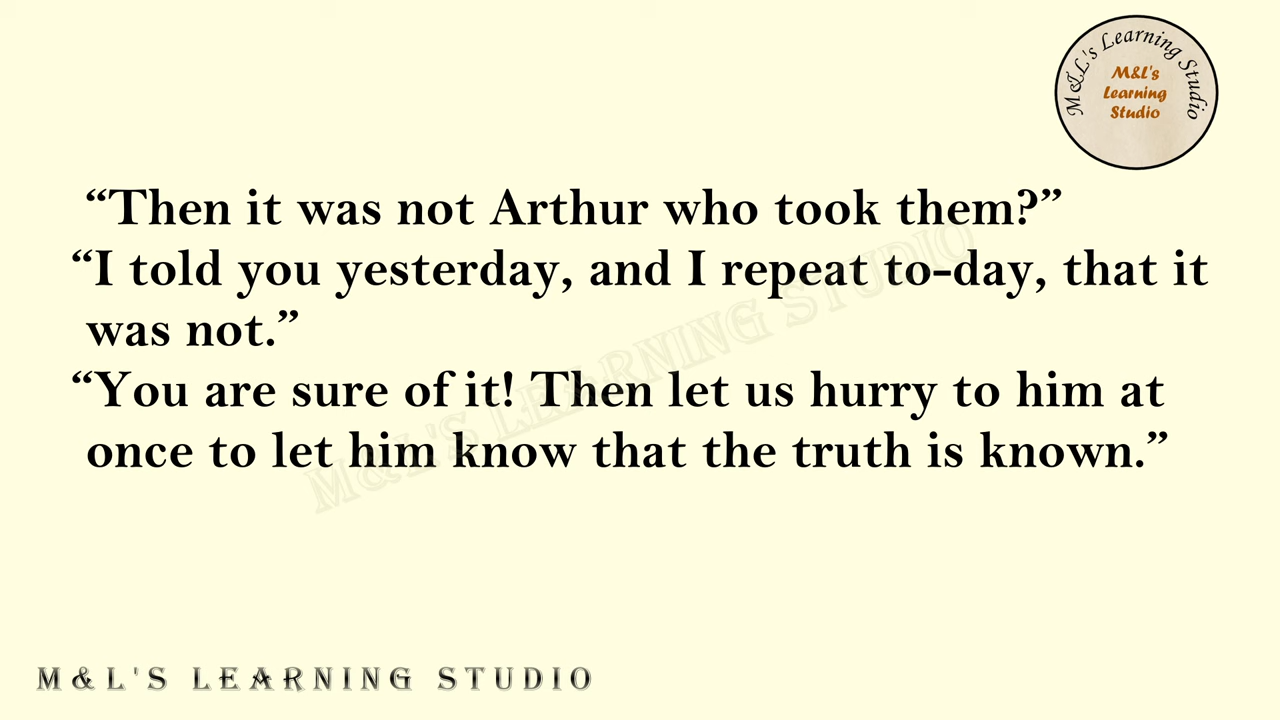 M&L's Learning Studio
M&L's
Learning
Studio
“Then it was not Arthur who took them?”
“I told you yesterday, and I repeat to-day, that it
was not.”
“You are sure of it! Then let us hurry to him at
once to let him know that the truth is known.”
M&L'S LEARNING STUDIO
M&L'S LEARNING STUDIO